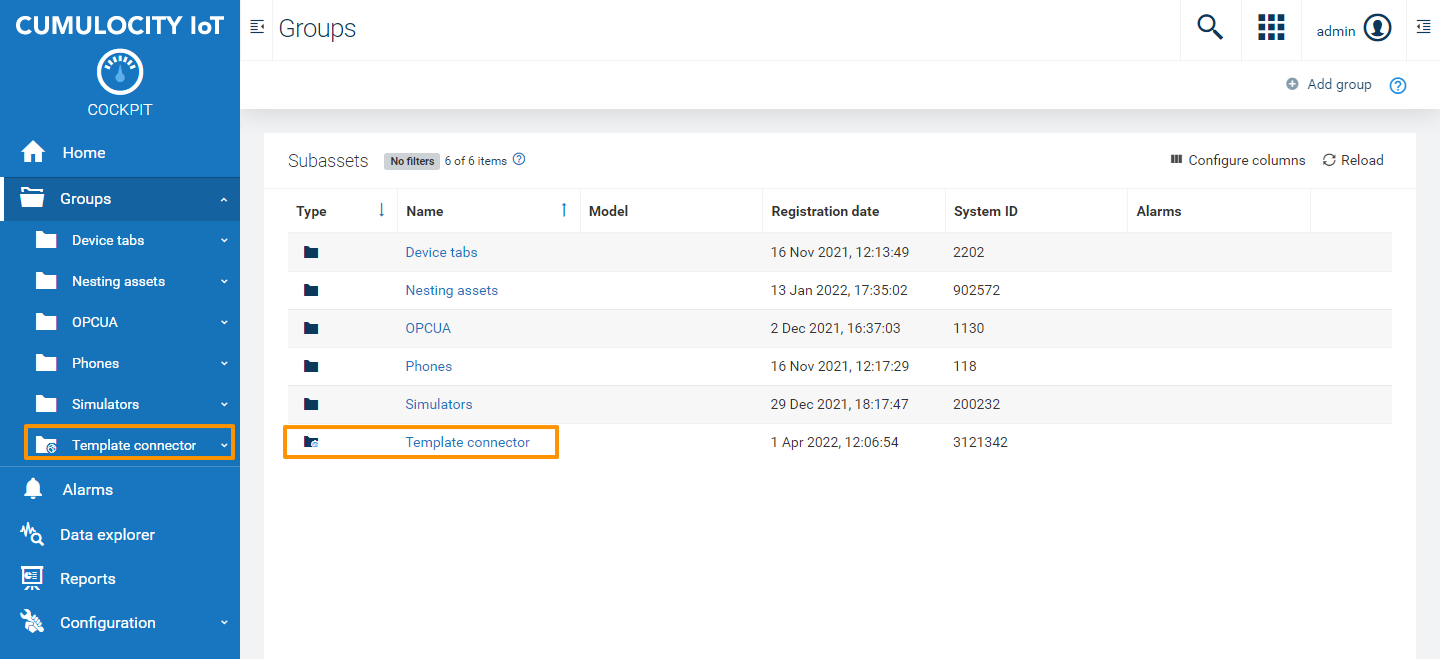 CUMULOCITY IoT
COCKPIT
Home
Groups
Device tabs
Nesting assets
OPCUA
Phones
Simulators
Template connector
Alarms
Data explorer
Reports
Configuration
Groups
admin
Add group
?
Subassets No filters 6 of 6 items ?
Configure columns Reload
Type ↓ Name ↑ Model Registration date System ID Alarms
Device tabs 16 Nov 2021, 12:13:49 2202
Nesting assets 13 Jan 2022, 17:35:02 902572
OPCUA 2 Dec 2021, 16:37:03 1130
Phones 16 Nov 2021, 12:17:29 118
Simulators 29 Dec 2021, 18:17:47 200232
Template connector 1 Apr 2022, 12:06:54 3121342